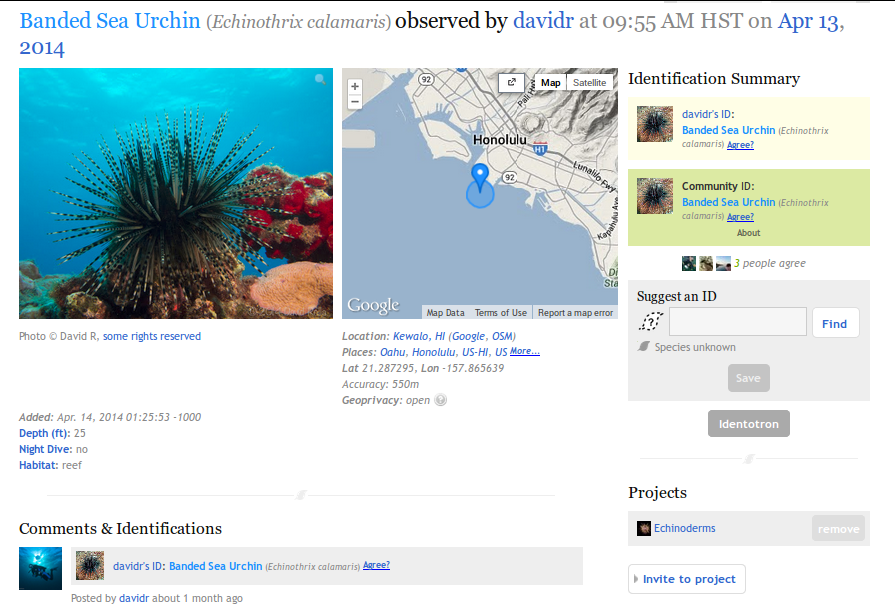 Banded Sea Urchin (Echinothrix calamaris) observed by davidr at 09:55 AM HST on Apr 13,
2014
92
Pali Hwy
Map
Satellite
+
−
Honolulu
H1
Lunalilo Fwy
92
Kapahulu Ave
Di
Sta
Google
Map Data
Terms of Use
Report a map error
Photo © David R, some rights reserved
Location: Kewalo, HI (Google, OSM)
Places: Oahu, Honolulu, US-HI, US More...
Lat 21.287295, Lon -157.865639
Accuracy: 550m
Geoprivacy: open ?
Added: Apr. 14, 2014 01:25:53 -1000
Depth (ft): 25
Night Dive: no
Habitat: reef
Comments & Identifications
davidr's ID: Banded Sea Urchin (Echinothrix calamaris) Agree?
Posted by davidr about 1 month ago
Identification Summary
davidr's ID:
Banded Sea Urchin (Echinothrix
calamaris) Agree?
Community ID:
Banded Sea Urchin (Echinothrix
calamaris) Agree?
About
3 people agree
Suggest an ID
?
Find
Species unknown
Save
Identotron
Projects
Echinoderms
remove
Invite to project